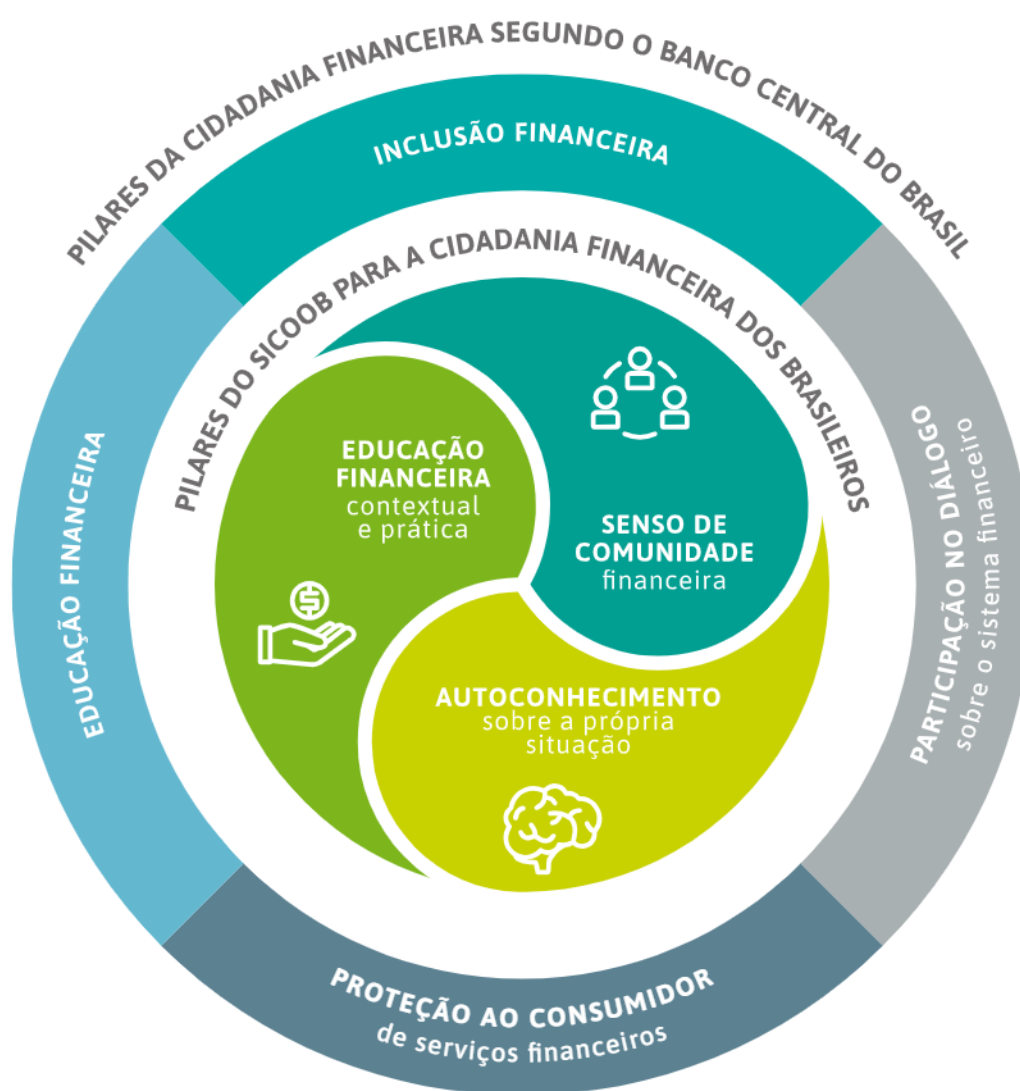 PILARES DA CIDADANIA FINANCEIRA SEGUNDO O BANCO CENTRAL DO BRASIL
INCLUSÃO FINANCEIRA
PILARES DO SICOOB PARA A CIDADANIA FINANCEIRA DOS BRASILEIROS
EDUCAÇÃO FINANCEIRA
EDUCAÇÃO
FINANCEIRA
contextual
e prática
SENSO DE
COMUNIDADE
financeira
AUTOCONHECIMENTO
sobre a própria
situação
PARTICIPAÇÃO NO DIÁLOGO
sobre o sistema financeiro
PROTEÇÃO AO CONSUMIDOR
de serviços financeiros